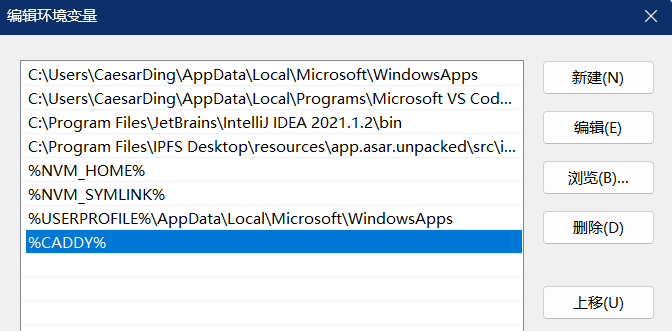 编辑环境变量
C:\Users\CaesarDing\AppData\Local\Microsoft\WindowsApps
C:\Users\CaesarDing\AppData\Local\Programs\Microsoft VS Cod...
C:\Program Files\JetBrains\IntelliJ IDEA 2021.1.2\bin
C:\Program Files\IPFS Desktop\resources\app.asar.unpacked\src\i...
%NVM_HOME%
%NVM_SYMLINK%
%USERPROFILE%\AppData\Local\Microsoft\WindowsApps
%CADDY%
新建(N)
编辑(E)
浏览(B)...
删除(D)
上移(U)